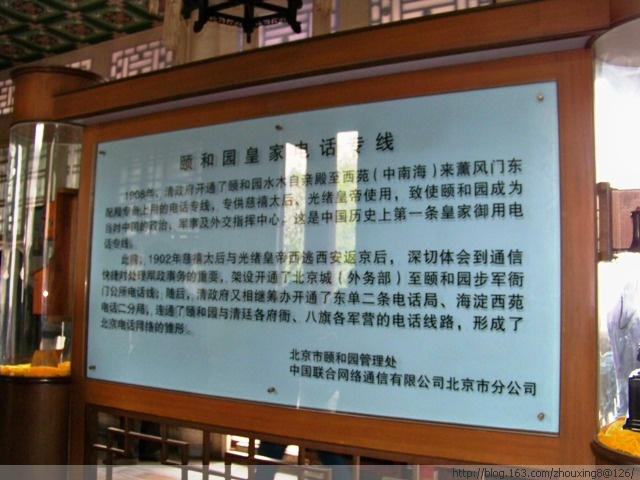 颐和园皇家电话专线
1908年，清政府开通了颐和园水木自亲殿至西苑（中南海）来薰风门东
配殿专备上用的电话专线，专供慈禧太后、光绪皇帝使用，致使颐和园成为
当时中国的政治，军事及外交指挥中心。这是中国历史上第一条皇家御用电
话专线。
此前，1902年慈禧太后与光绪皇帝西逃西安返京后，深切体会到通信
快捷对处理朝政事务的重要，架设开通了北京城（外务部）至颐和园步军衙
门公所电话线；随后，清政府又相继筹办开通了东单二条电话局、海淀西苑
电话二分局；连通了颐和园与清廷各府衙、八旗各军营的电话线路，形成了
北京电话网络的雏形。
北京市颐和园管理处
中国联合网络通信有限公司北京市分公司
http://blog.163.com/zhouxing8@126/